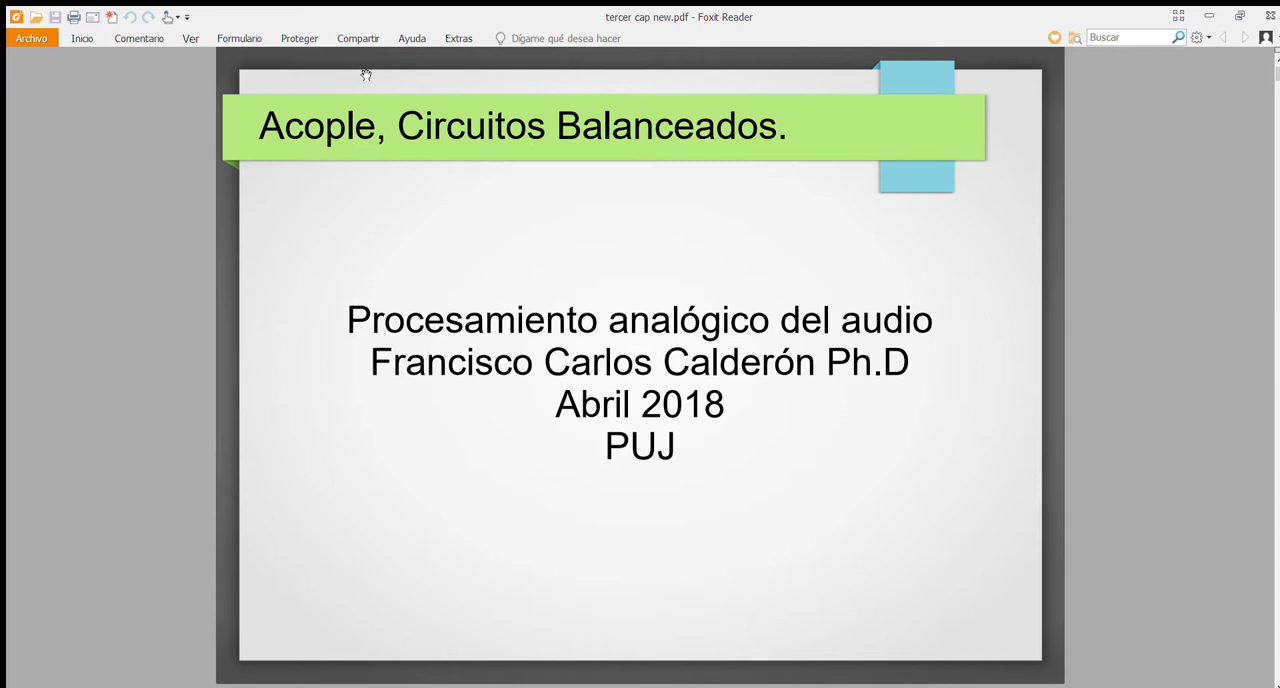 tercer cap new.pdf - Foxit Reader
Archivo Inicio Comentario Ver Formulario Proteger Compartir Ayuda Extras Dígame qué desea hacer Buscar
Acople, Circuitos Balanceados.
Procesamiento analógico del audio
Francisco Carlos Calderón Ph.D
Abril 2018
PUJ